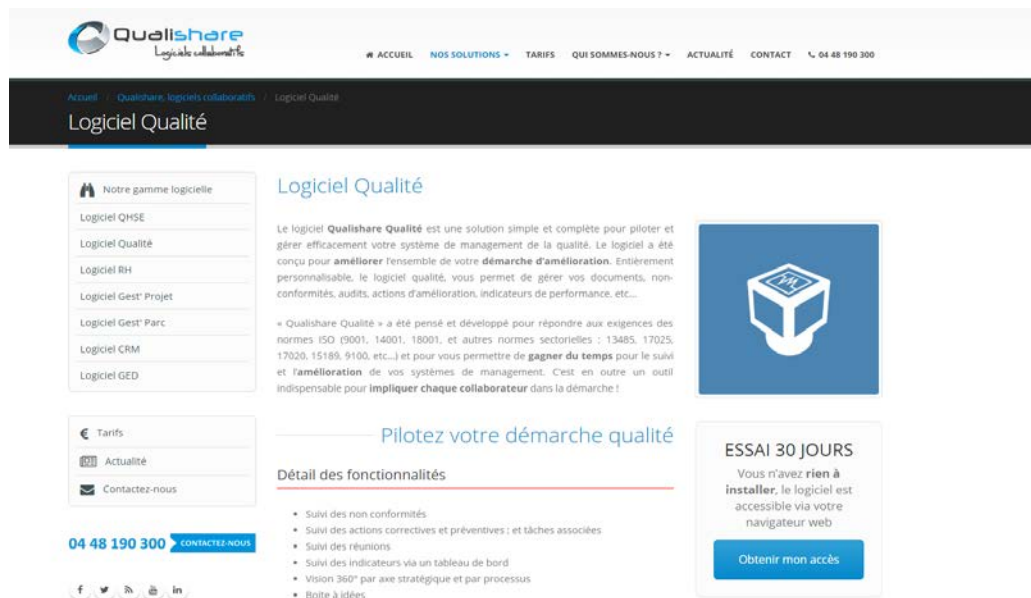 Qualishare
Logiciels collaboratifs
ACCUEIL NOS SOLUTIONS TARIFS QUI SOMMES-NOUS ? ACTUALITÉ CONTACT 04 48 190 300
Accueil / Qualishare, logiciels collaboratifs / Logiciel Qualité
Logiciel Qualité
Notre gamme logicielle
Logiciel QHSE
Logiciel Qualité
Logiciel RH
Logiciel Gest' Projet
Logiciel Gest' Parc
Logiciel CRM
Logiciel GED
€ Tarifs
Actualité
Contactez-nous
04 48 190 300 CONTACTEZ-NOUS
Logiciel Qualité
Le logiciel Qualishare Qualité est une solution simple et complète pour piloter et
gérer efficacement votre système de management de la qualité. Le logiciel a été
conçu pour améliorer l'ensemble de votre démarche d'amélioration. Entièrement
personnalisable, le logiciel qualité, vous permet de gérer vos documents, non-
conformités, audits, actions d'amélioration, indicateurs de performance, etc...
« Qualishare Qualité » a été pensé et développé pour répondre aux exigences des
normes ISO (9001, 14001, 18001, et autres normes sectorielles : 13485, 17025,
17020, 15189, 9100, etc...) et pour vous permettre de gagner du temps pour le suivi
et l'amélioration de vos systèmes de management. C'est en outre un outil
indispensable pour impliquer chaque collaborateur dans la démarche !
Pilotez votre démarche qualité
Détail des fonctionnalités
Suivi des non conformités
Suivi des actions correctives et préventives ; et tâches associées
Suivi des réunions
Suivi des indicateurs via un tableau de bord
Vision 360° par axe stratégique et par processus
Boite à idées
ESSAI 30 JOURS
Vous n'avez rien à
installer, le logiciel est
accessible via votre
navigateur web
Obtenir mon accès